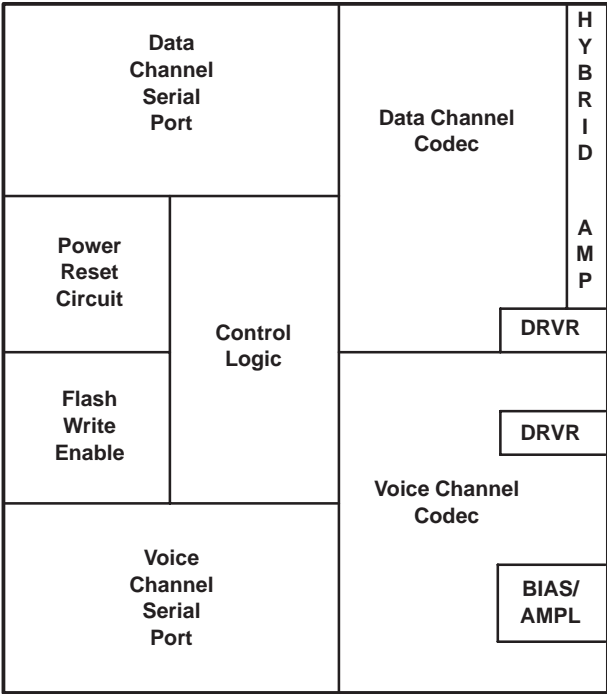 Data
Channel
Serial
Port
Data Channel
Codec
H
Y
B
R
I
D
A
M
P
Power
Reset
Circuit
Control
Logic
DRVR
Flash
Write
Enable
DRVR
Voice Channel
Codec
Voice
Channel
Serial
Port
BIAS/
AMPL